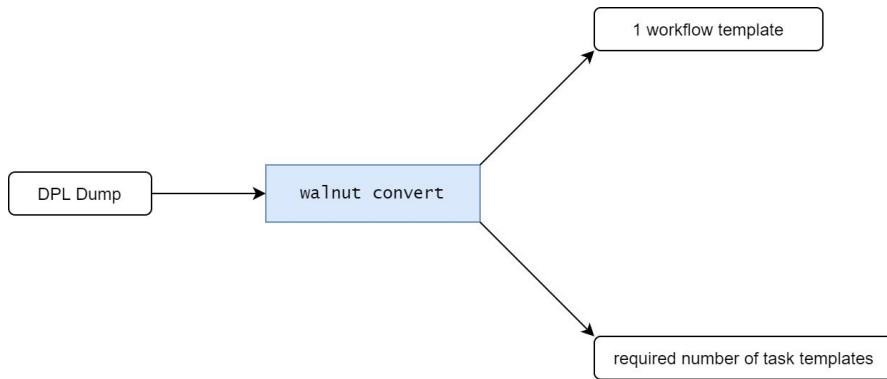 1 workflow template
DPL Dump
walnut convert
required number of task templates